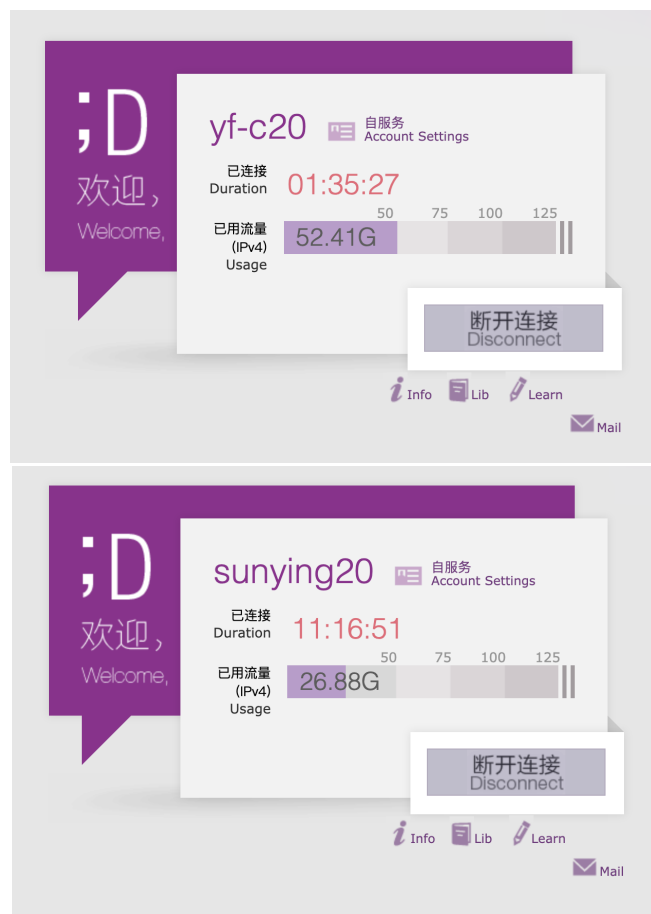 ;D
欢迎，
Welcome,
yf-c20
自服务
Account Settings
已连接
Duration
01:35:27
50 75 100 125
已用流量
(IPv4)
Usage
52.41G
断开连接
Disconnect
Info Lib Learn
Mail
;D
欢迎，
Welcome,
sunying20
自服务
Account Settings
已连接
Duration
11:16:51
50 75 100 125
已用流量
(IPv4)
Usage
26.88G
断开连接
Disconnect
Info Lib Learn
Mail